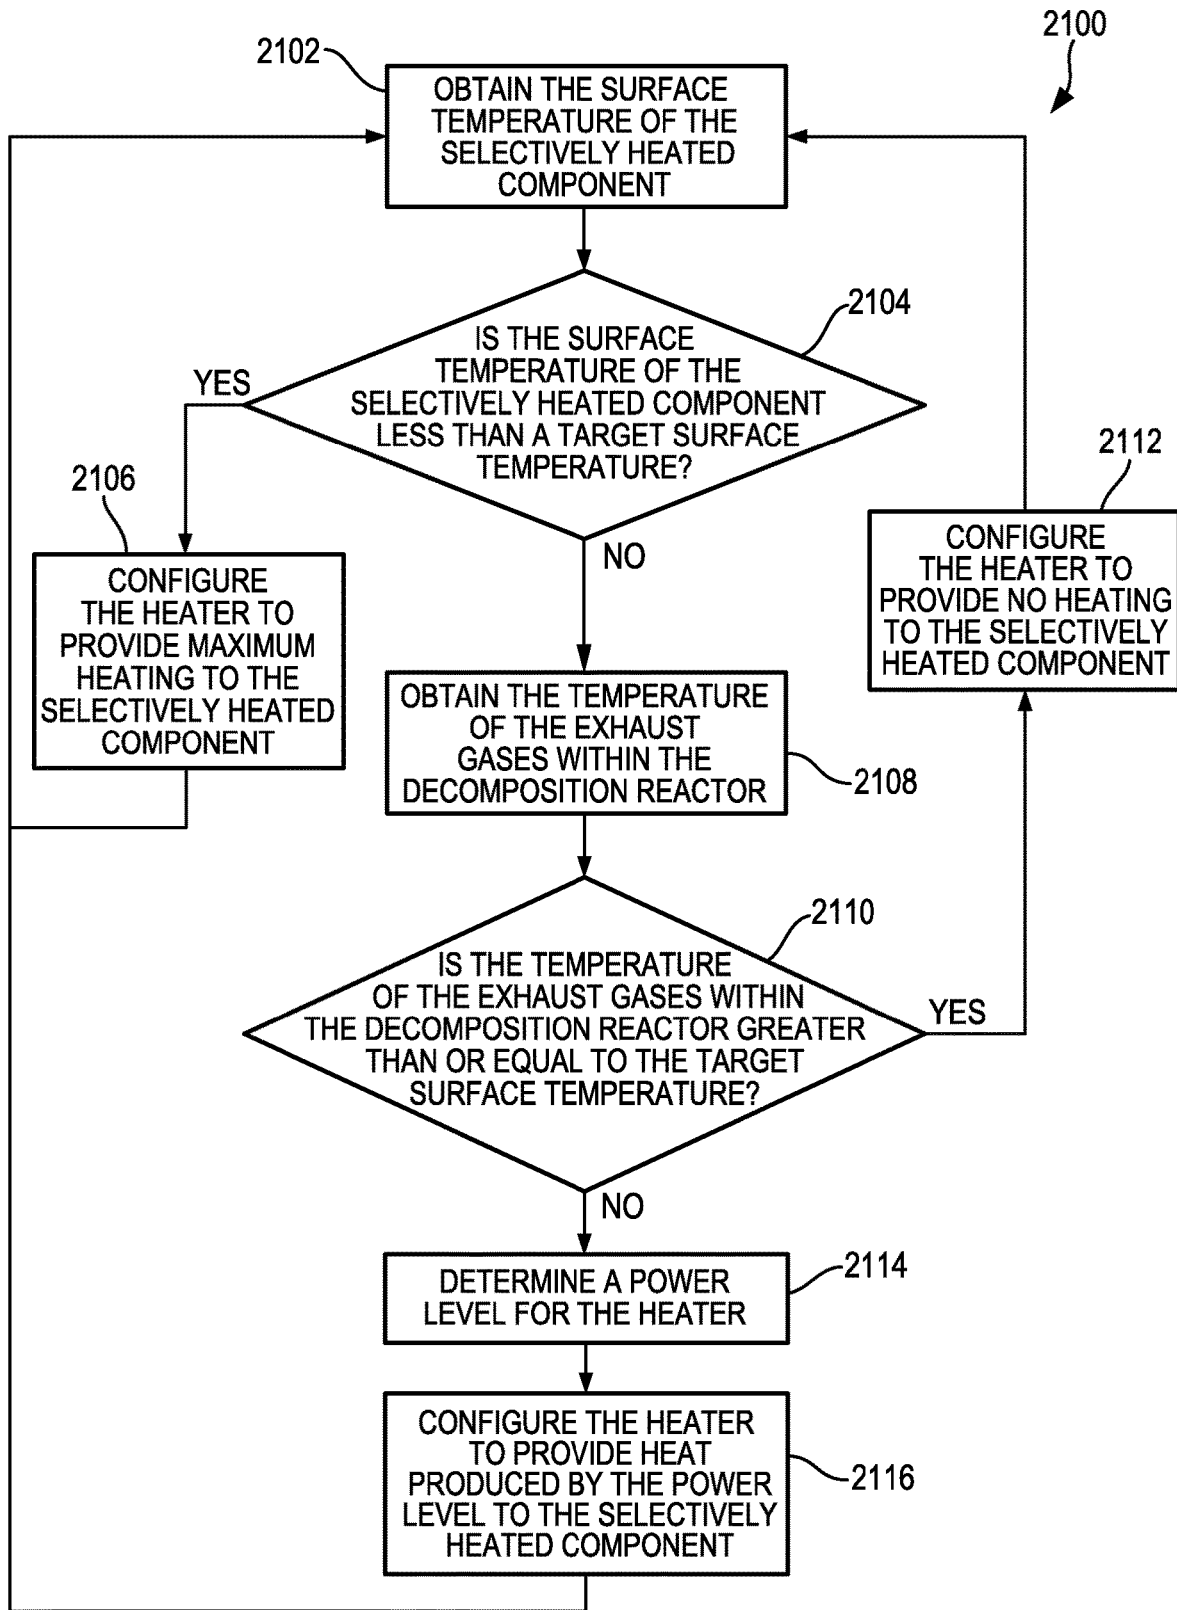 2100
2102
OBTAIN THE SURFACE
TEMPERATURE OF THE
SELECTIVELY HEATED
COMPONENT
2104
IS THE SURFACE
TEMPERATURE OF THE
SELECTIVELY HEATED COMPONENT
LESS THAN A TARGET SURFACE
TEMPERATURE?
YES
NO
2106
CONFIGURE
THE HEATER TO
PROVIDE MAXIMUM
HEATING TO THE
SELECTIVELY HEATED
COMPONENT
2112
CONFIGURE
THE HEATER TO
PROVIDE NO HEATING
TO THE SELECTIVELY
HEATED COMPONENT
OBTAIN THE TEMPERATURE
OF THE EXHAUST
GASES WITHIN THE
DECOMPOSITION REACTOR
2108
2110
IS THE TEMPERATURE
OF THE EXHAUST GASES WITHIN
THE DECOMPOSITION REACTOR GREATER
THAN OR EQUAL TO THE TARGET
SURFACE TEMPERATURE?
YES
NO
DETERMINE A POWER
LEVEL FOR THE HEATER
2114
CONFIGURE THE HEATER
TO PROVIDE HEAT
PRODUCED BY THE POWER
LEVEL TO THE SELECTIVELY
HEATED COMPONENT
2116